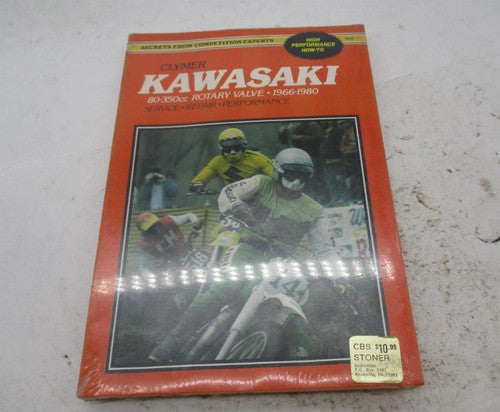 SECRETS FROM COMPETITION EXPERTS
HIGH
PERFORMANCE
HOW-TO
CLYMER
KAWASAKI
80-350cc ROTARY VALVE • 1966-1980
SERVICE • REPAIR • PERFORMANCE
CBS $10.95
STONER
P.O. Box